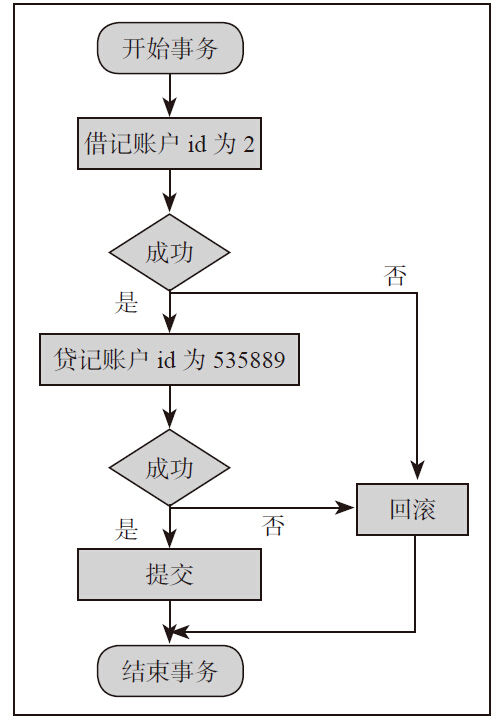 开始事务
借记账户 id 为 2
成功
否
是
贷记账户 id 为 535889
成功
回滚
是
否
提交
结束事务